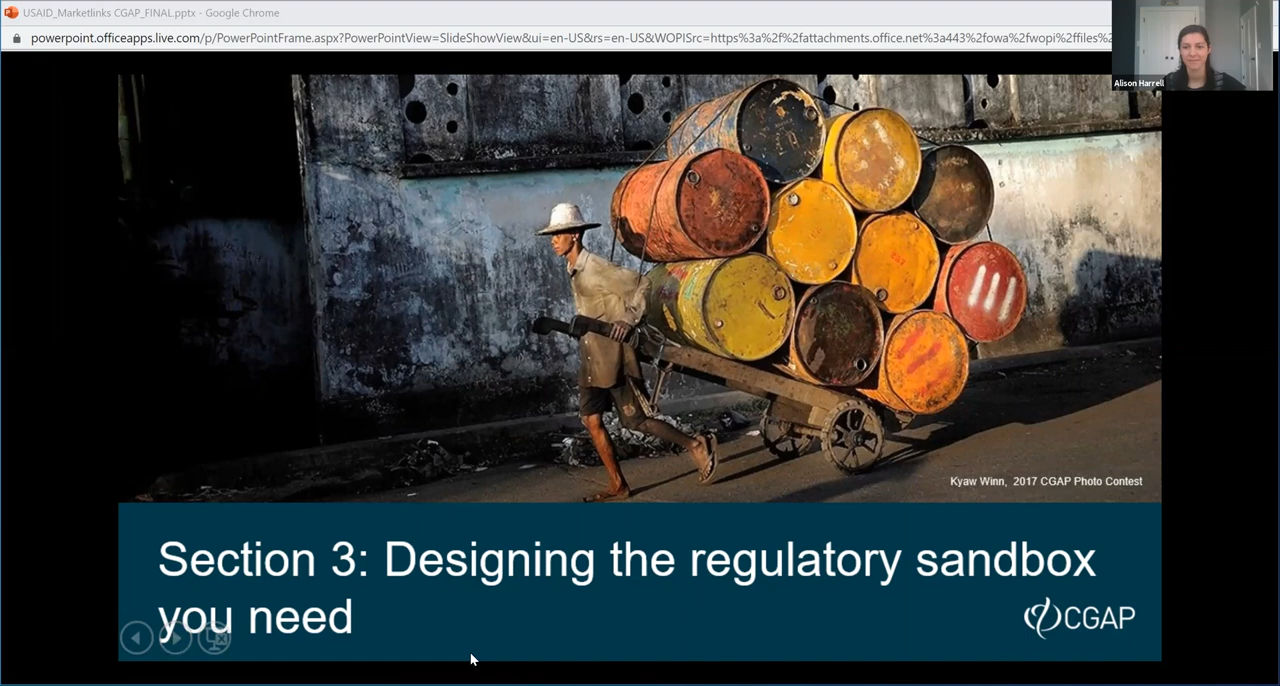 USAID_Marketlinks CGAP_FINAL.pptx - Google Chrome
powerpoint.officeapps.live.com/p/PowerPointFrame.aspx?PowerPointView=SlideShowView&ui=en-US&rs=en-US&WOPISrc=https%3a%2f%2fattachments.office.net%3a443%2fowa%2fwopi%2ffiles%2
Alison Harrell
Kyaw Winn, 2017 CGAP Photo Contest
Section 3: Designing the regulatory sandbox
you need
CGAP